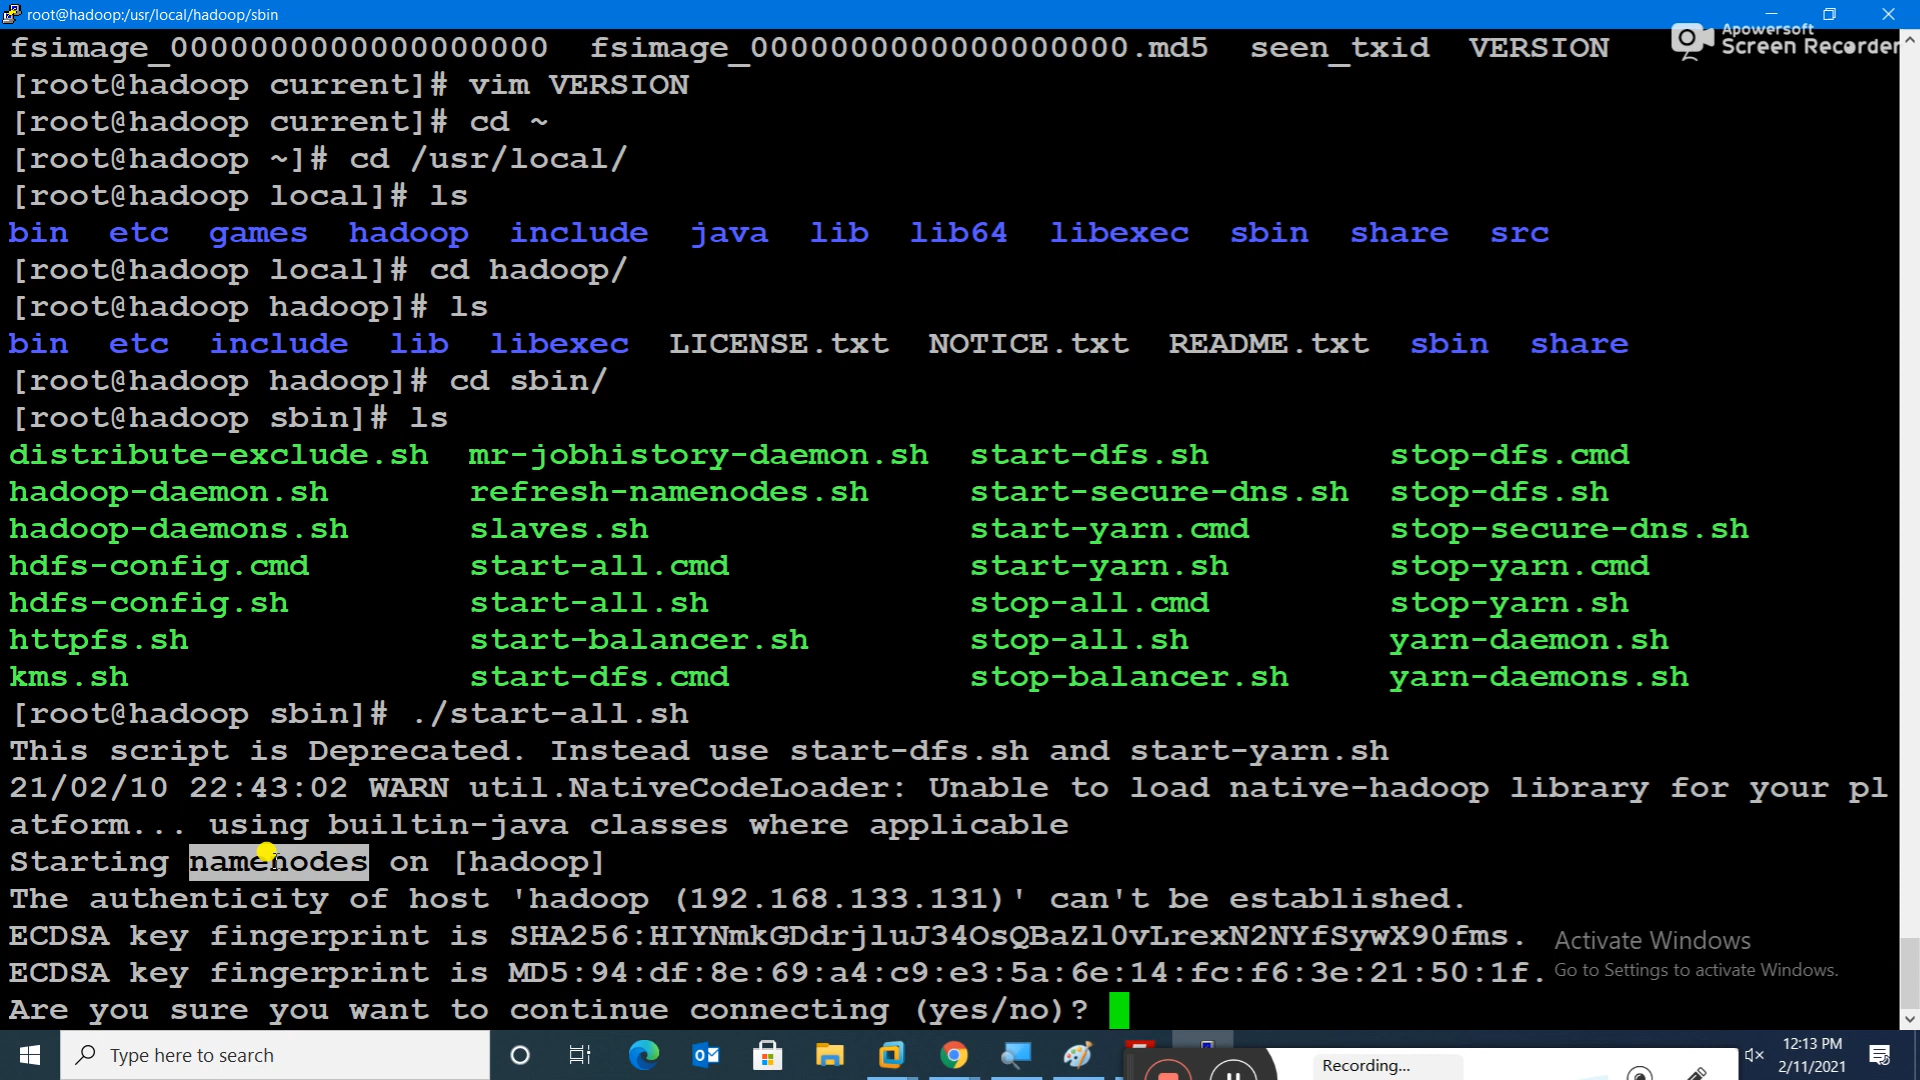 root@hadoop:/usr/local/hadoop/sbin
Apowersoft
Screen Recorder
fsimage_0000000000000000000  fsimage_0000000000000000000.md5  seen_txid  VERSION
[root@hadoop current]# vim VERSION
[root@hadoop current]# cd ~
[root@hadoop ~]# cd /usr/local/
[root@hadoop local]# ls
bin  etc  games  hadoop  include  java  lib  lib64  libexec  sbin  share  src
[root@hadoop local]# cd hadoop/
[root@hadoop hadoop]# ls
bin  etc  include  lib  libexec  LICENSE.txt  NOTICE.txt  README.txt  sbin  share
[root@hadoop hadoop]# cd sbin/
[root@hadoop sbin]# ls
distribute-exclude.sh  mr-jobhistory-daemon.sh  start-dfs.sh         stop-dfs.cmd
hadoop-daemon.sh       refresh-namenodes.sh     start-secure-dns.sh  stop-dfs.sh
hadoop-daemons.sh      slaves.sh                start-yarn.cmd       stop-secure-dns.sh
hdfs-config.cmd        start-all.cmd            start-yarn.sh        stop-yarn.cmd
hdfs-config.sh         start-all.sh             stop-all.cmd         stop-yarn.sh
httpfs.sh              start-balancer.sh        stop-all.sh          yarn-daemon.sh
kms.sh                 start-dfs.cmd            stop-balancer.sh     yarn-daemons.sh
[root@hadoop sbin]# ./start-all.sh
This script is Deprecated. Instead use start-dfs.sh and start-yarn.sh
21/02/10 22:43:02 WARN util.NativeCodeLoader: Unable to load native-hadoop library for your pl
atform... using builtin-java classes where applicable
Starting namenodes on [hadoop]
The authenticity of host 'hadoop (192.168.133.131)' can't be established.
ECDSA key fingerprint is SHA256:HIYNmkGDdrjluJ34OsQBaZl0vLrexN2NYfSywX90fms.
ECDSA key fingerprint is MD5:94:df:8e:69:a4:c9:e3:5a:6e:14:fc:f6:3e:21:50:1f.
Are you sure you want to continue connecting (yes/no)?
Activate Windows
Go to Settings to activate Windows.
Type here to search
Recording...
12:13 PM
2/11/2021